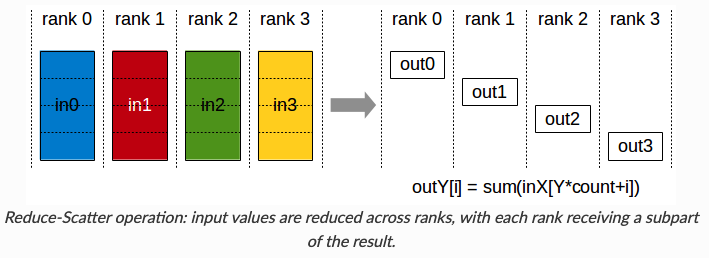 rank 0 rank 1 rank 2 rank 3 rank 0 rank 1 rank 2 rank 3
out0
in0 in1 in2 in3 out1
out2
out3
outY[i] = sum(inX[Y*count+i])
Reduce-Scatter operation: input values are reduced across ranks, with each rank receiving a subpart
of the result.